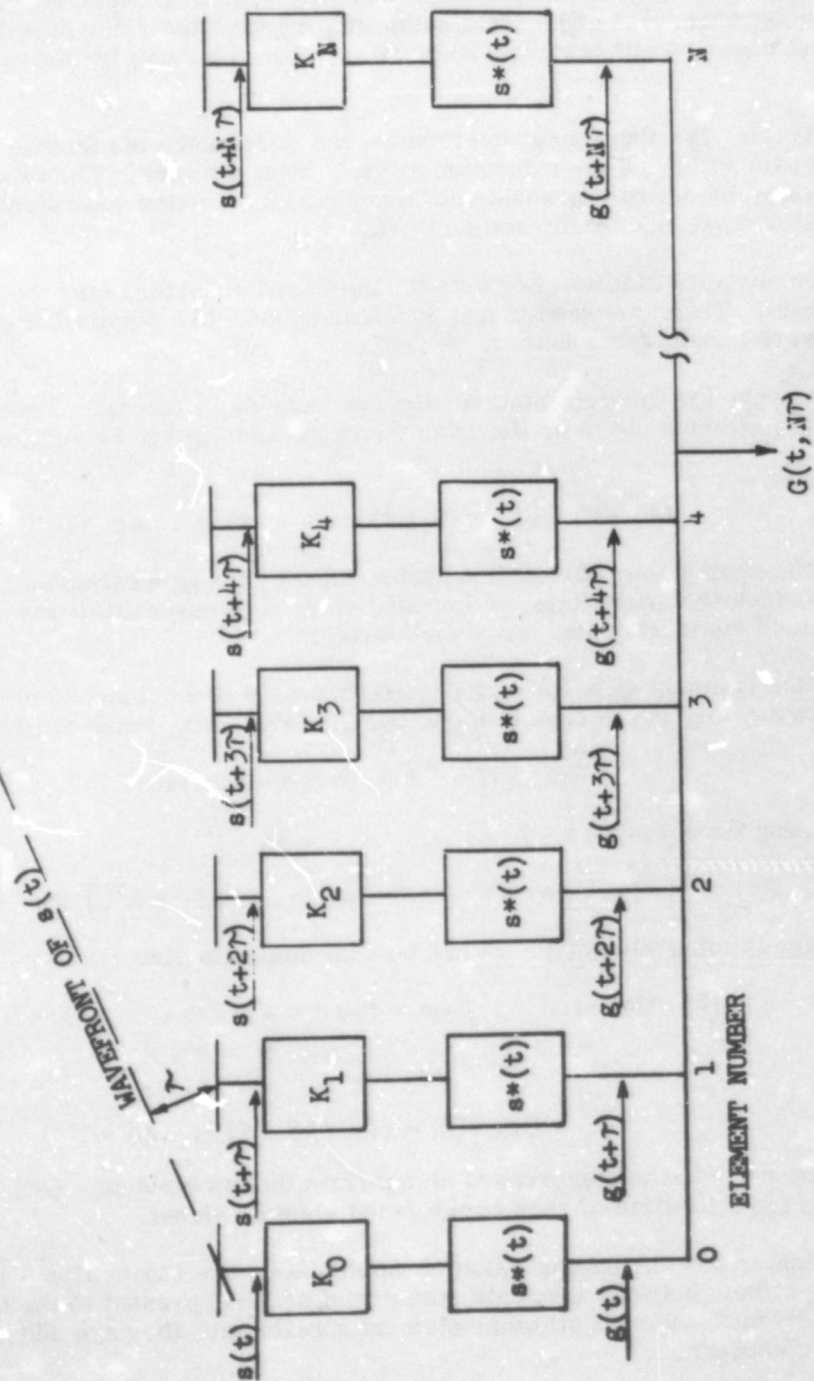 WAVEFRONT OF s(t)
τ
s(t)
s(t+τ)
s(t+2τ)
s(t+3τ)
s(t+4τ)
s(t+Nτ)
K0
K1
K2
K3
K4
KN
s*(t)
s*(t)
s*(t)
s*(t)
s*(t)
s*(t)
g(t)
g(t+τ)
g(t+2τ)
g(t+3τ)
g(t+4τ)
g(t+Nτ)
0
1
2
3
4
N
ELEMENT NUMBER
G(t,Nτ)